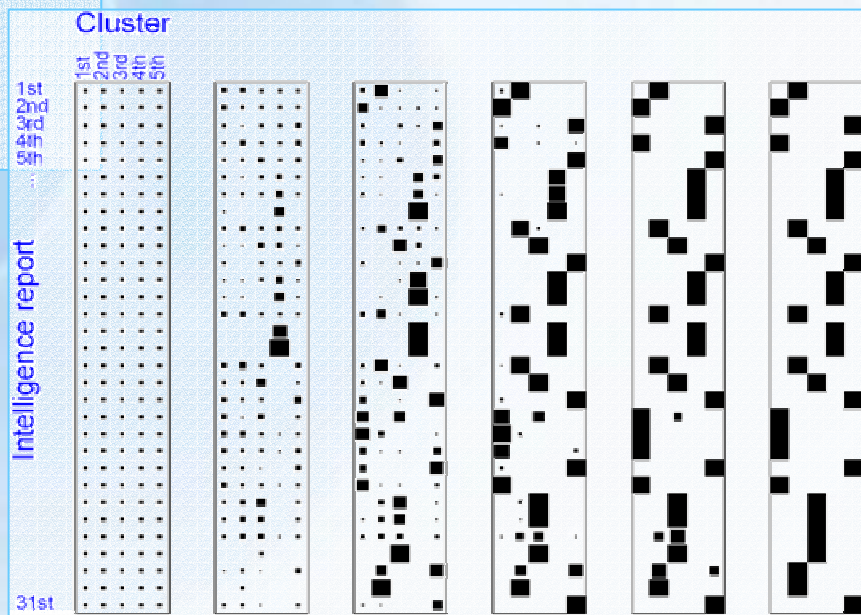 Cluster
1st
2nd
3rd
4th
5th
1st
2nd
3rd
4th
5th
...
Intelligence report
31st